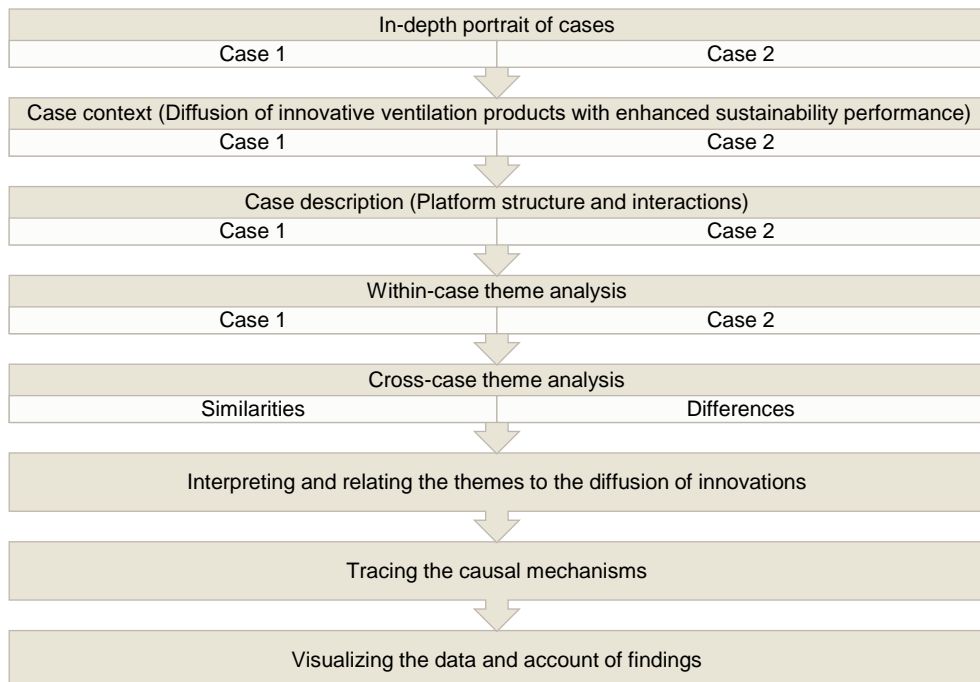 In-depth portrait of cases
Case 1 Case 2
Case context (Diffusion of innovative ventilation products with enhanced sustainability performance)
Case 1 Case 2
Case description (Platform structure and interactions)
Case 1 Case 2
Within-case theme analysis
Case 1 Case 2
Cross-case theme analysis
Similarities Differences
Interpreting and relating the themes to the diffusion of innovations
Tracing the causal mechanisms
Visualizing the data and account of findings